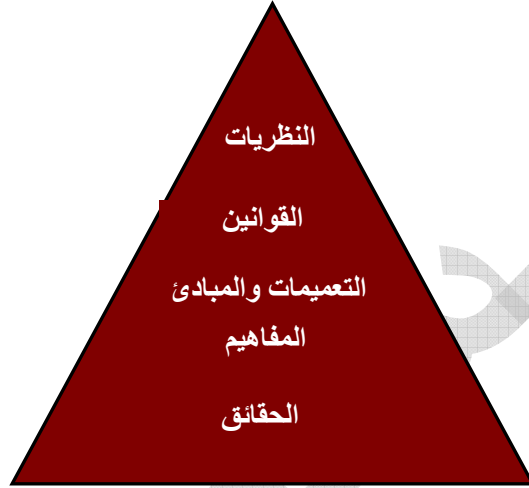 النظريات
القوانين
التعميمات والمبادئ
المفاهيم
الحقائق